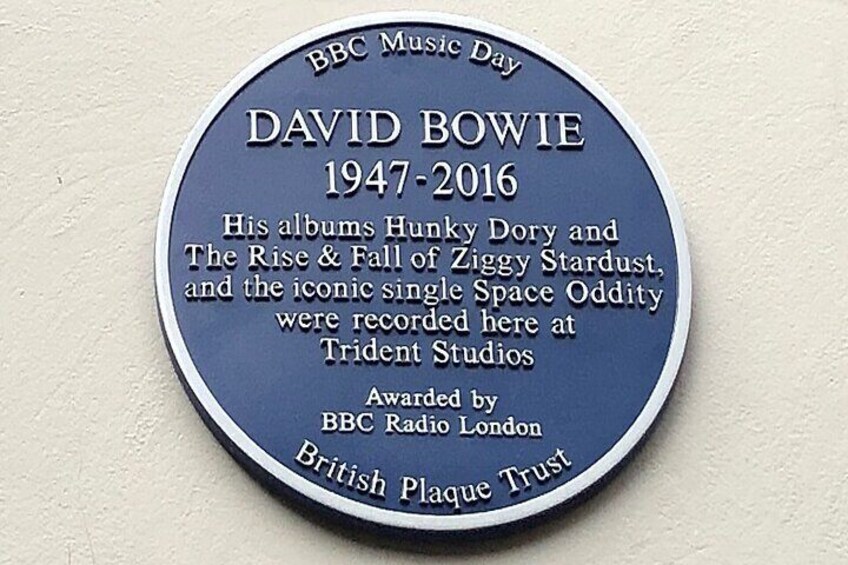 BBC Music Day
DAVID BOWIE
1947-2016
His albums Hunky Dory and
The Rise & Fall of Ziggy Stardust,
and the iconic single Space Oddity
were recorded here at
Trident Studios
Awarded by
BBC Radio London
British Plaque Trust